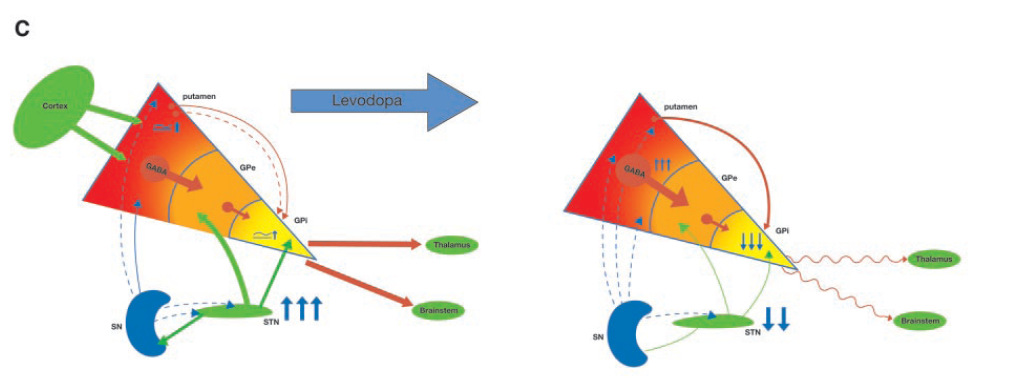 C
Cortex
putamen
Levodopa
GABA
GPe
GPi
Thalamus
Brainstem
SN
STN
putamen
GABA
GPe
GPi
Thalamus
Brainstem
SN
STN